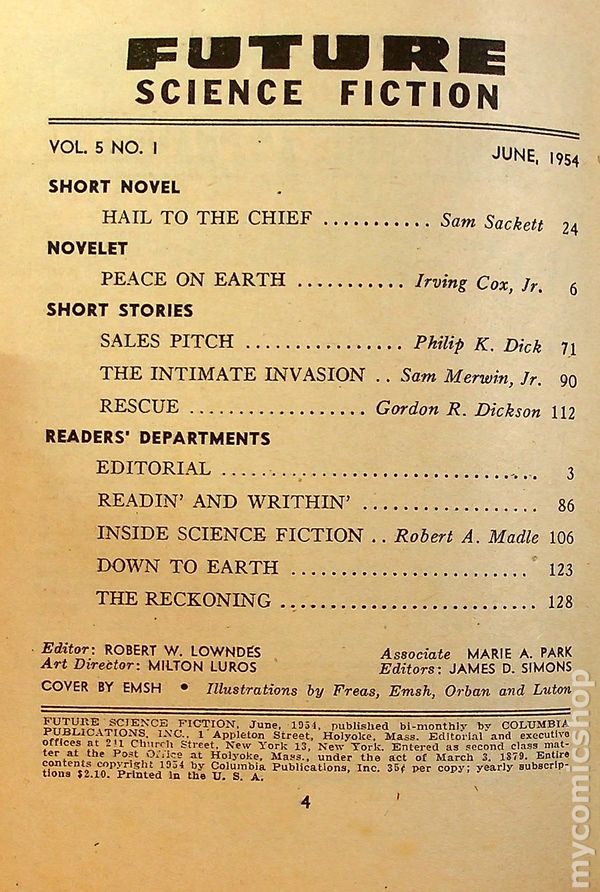 FUTURE
SCIENCE FICTION
VOL. 5 NO. 1 JUNE, 1954
SHORT NOVEL
HAIL TO THE CHIEF ........... Sam Sackett 24
NOVELET
PEACE ON EARTH ........... Irving Cox, Jr. 6
SHORT STORIES
SALES PITCH ................ Philip K. Dick 71
THE INTIMATE INVASION .. Sam Merwin, Jr. 90
RESCUE .................. Gordon R. Dickson 112
READERS' DEPARTMENTS
EDITORIAL ................................. 3
READIN' AND WRITHIN' .................. 86
INSIDE SCIENCE FICTION .. Robert A. Madle 106
DOWN TO EARTH ........................ 123
THE RECKONING .......................... 128
Editor: ROBERT W. LOWNDES Associate MARIE A. PARK
Art Director: MILTON LUROS Editors: JAMES D. SIMONS
COVER BY EMSH • Illustrations by Freas, Emsh, Orban and Luton
FUTURE SCIENCE FICTION, June, 1954, published bi-monthly by COLUMBIA
PUBLICATIONS, INC., 1 Appleton Street, Holyoke, Mass. Editorial and executive
offices at 241 Church Street, New York 13, New York. Entered as second class mat-
ter at the Post Office at Holyoke, Mass., under the act of March 3, 1879. Entire
contents copyright 1954 by Columbia Publications, Inc. 35¢ per copy; yearly subscrip-
tions $2.10. Printed in the U. S. A.
4
mycomicshop